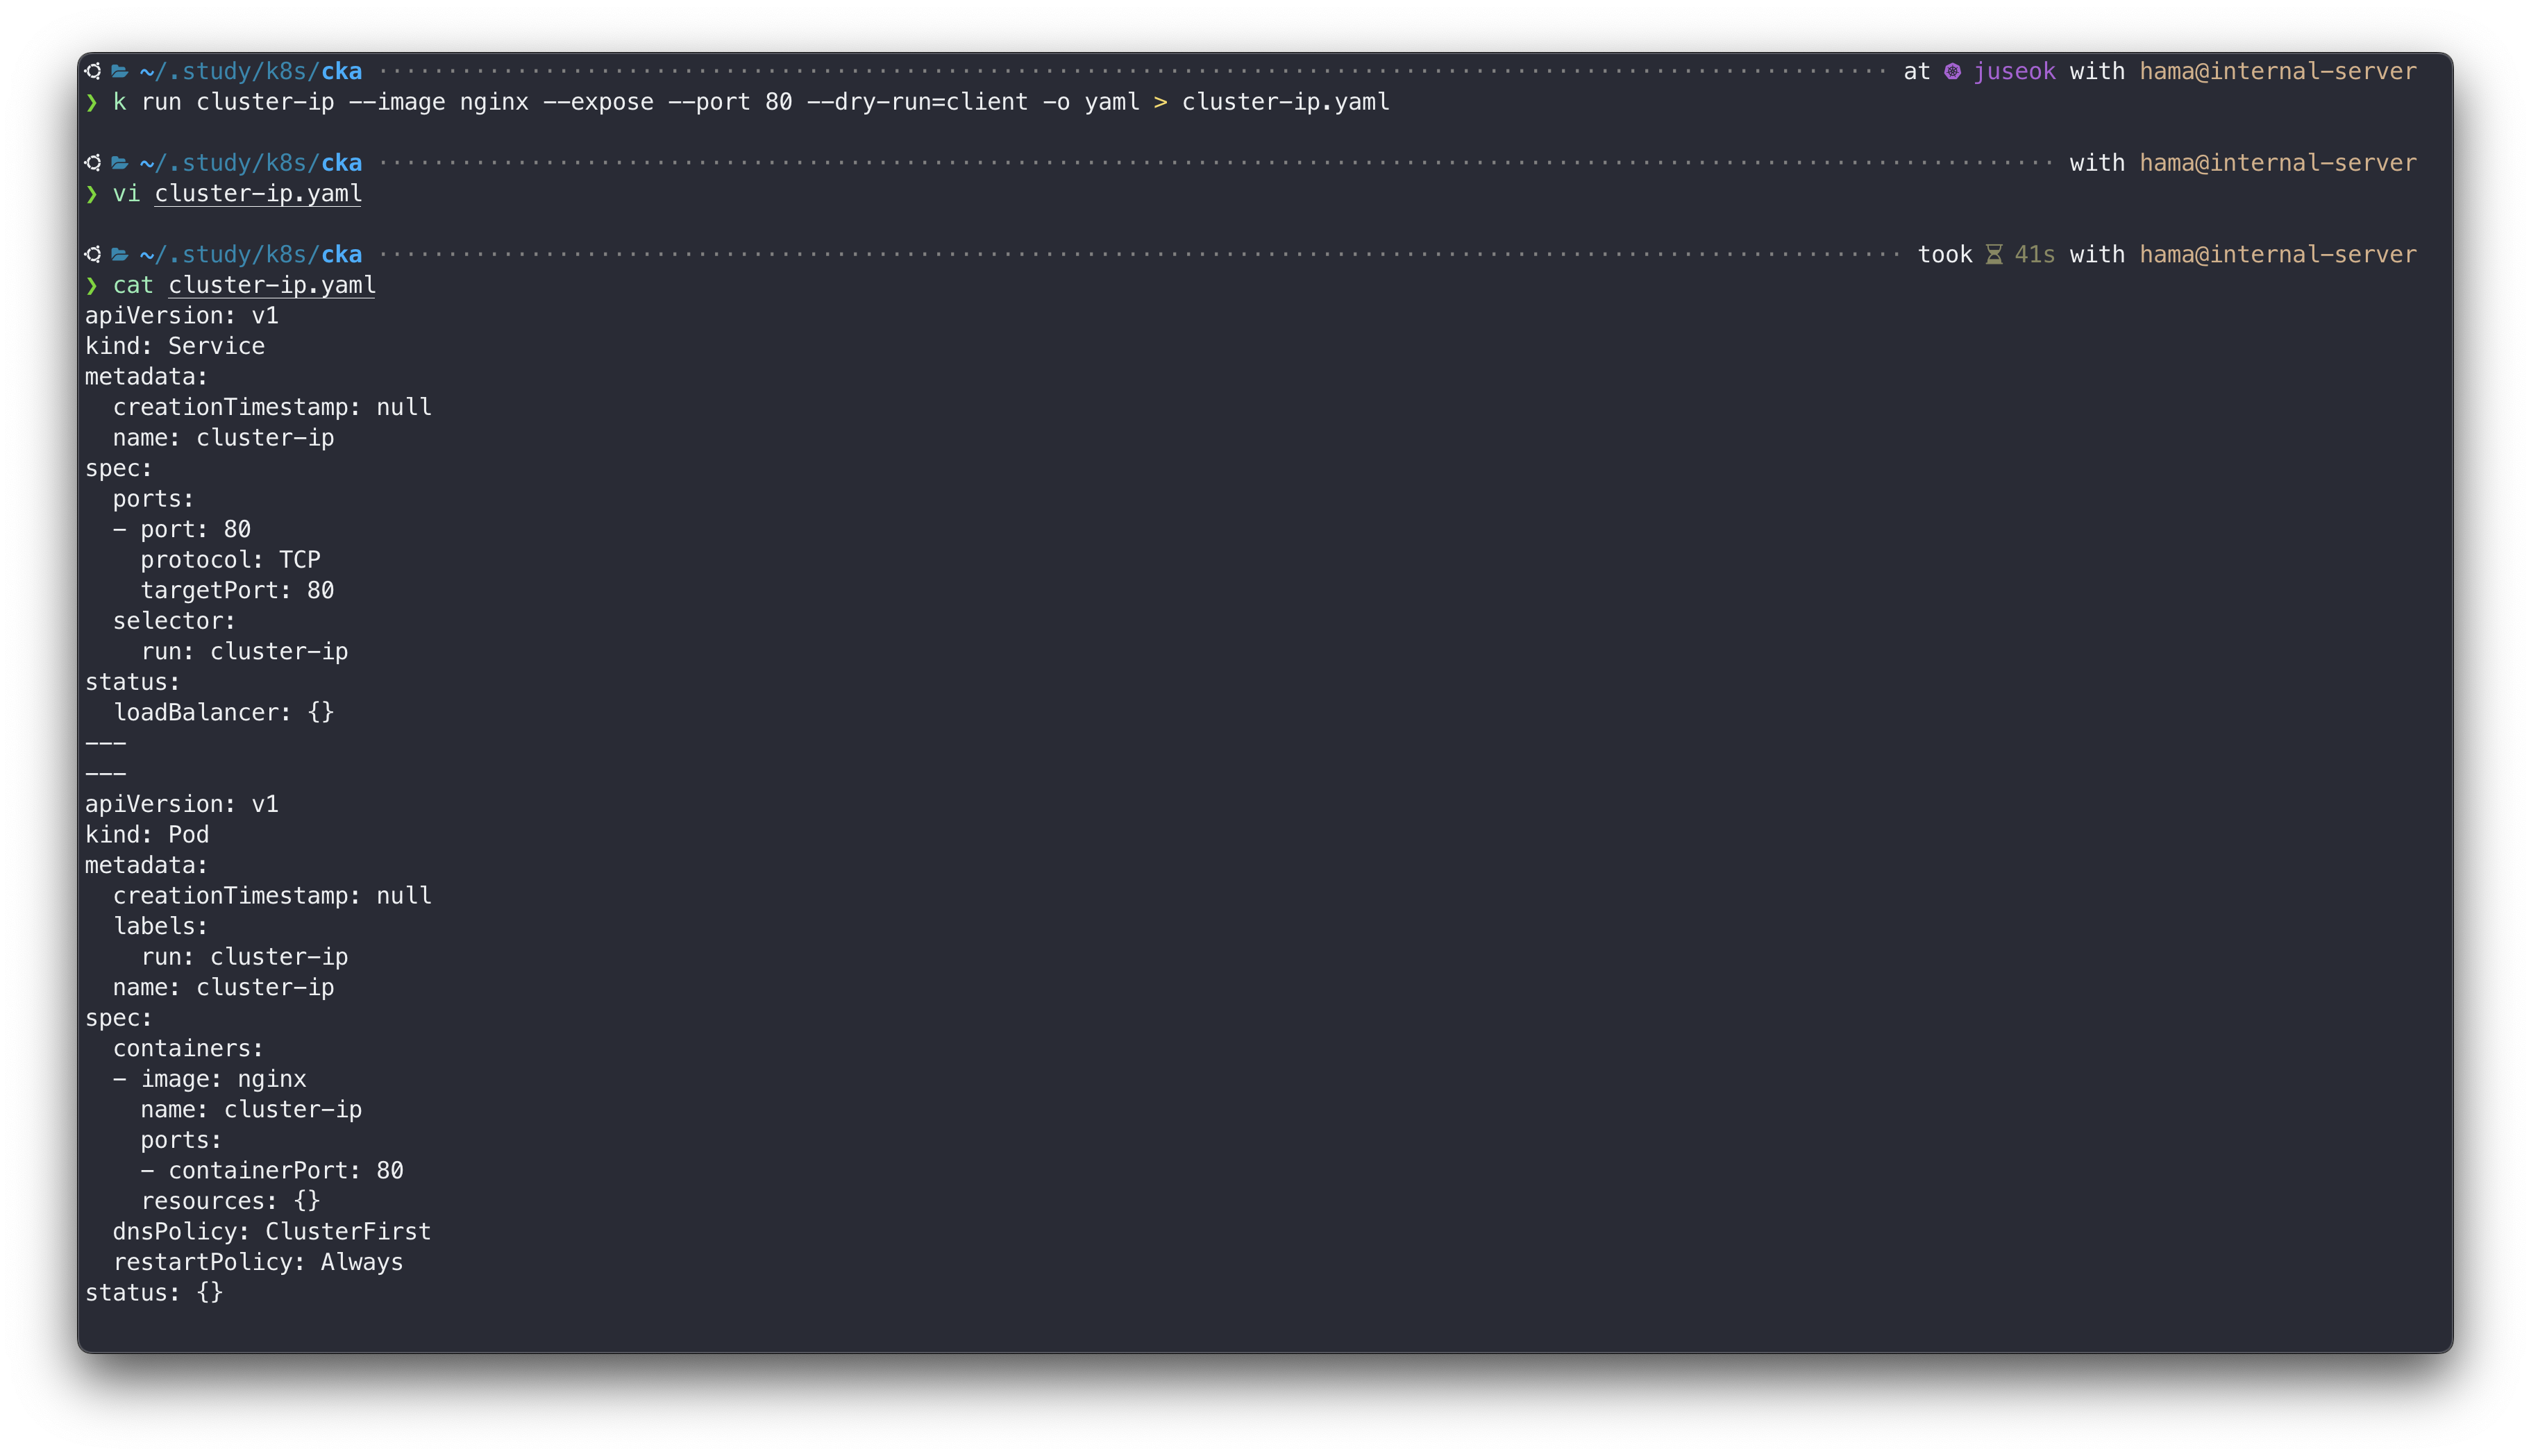 ~/.study/k8s/cka at juseok with hama@internal-server
❯ k run cluster-ip --image nginx --expose --port 80 --dry-run=client -o yaml > cluster-ip.yaml
~/.study/k8s/cka with hama@internal-server
❯ vi cluster-ip.yaml
~/.study/k8s/cka took 41s with hama@internal-server
❯ cat cluster-ip.yaml
apiVersion: v1
kind: Service
metadata:
  creationTimestamp: null
  name: cluster-ip
spec:
  ports:
  - port: 80
    protocol: TCP
    targetPort: 80
  selector:
    run: cluster-ip
status:
  loadBalancer: {}
---
---
apiVersion: v1
kind: Pod
metadata:
  creationTimestamp: null
  labels:
    run: cluster-ip
  name: cluster-ip
spec:
  containers:
  - image: nginx
    name: cluster-ip
    ports:
    - containerPort: 80
    resources: {}
  dnsPolicy: ClusterFirst
  restartPolicy: Always
status: {}